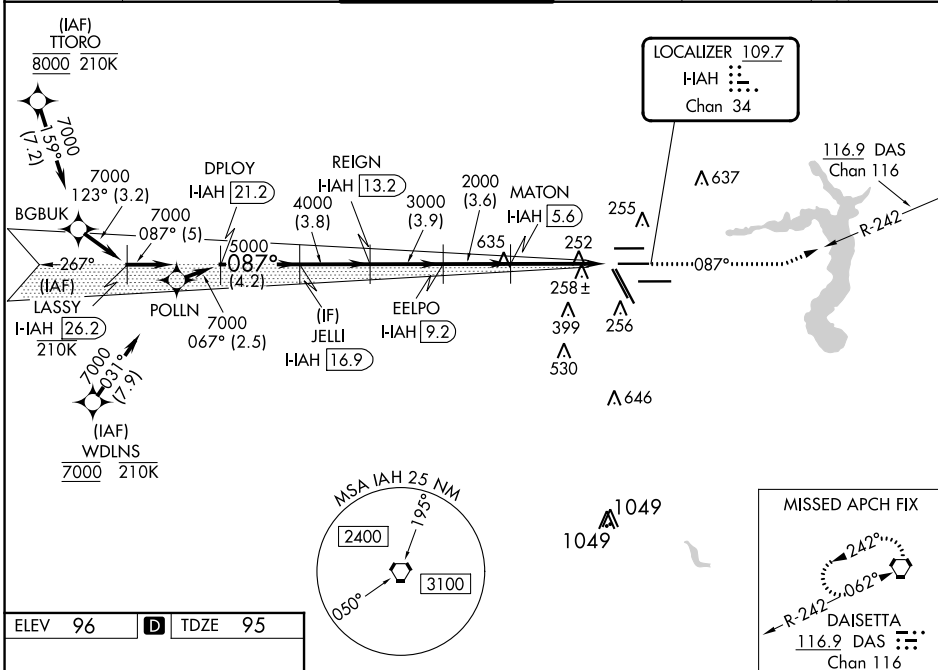 (IAF)
TTORO
8000 210K
7000
159°
(7.2)
7000
123° (3.2)
BGBUK
7000
087° (5)
DPLOY
I-IAH 21.2
REIGN
I-IAH 13.2
4000
(3.8)
3000
(3.9)
2000
(3.6)
MATON
I-IAH 5.6
LOCALIZER 109.7
I-IAH
Chan 34
637
255
116.9 DAS
Chan 116
R-242
5000
087°
(4.2)
635
252
087°
267°
(IAF)
LASSY
I-IAH 26.2
210K
POLLN
7000
067° (2.5)
(IF)
JELLI
I-IAH 16.9
EELPO
I-IAH 9.2
258±
399
256
530
646
7000
031°
(7.9)
(IAF)
WDLNS
7000 210K
MSA IAH 25 NM
195°
2400
3100
050°
1049
1049
MISSED APCH FIX
242°
062°
R-242
DAISETTA
116.9 DAS
Chan 116
ELEV 96 D TDZE 95